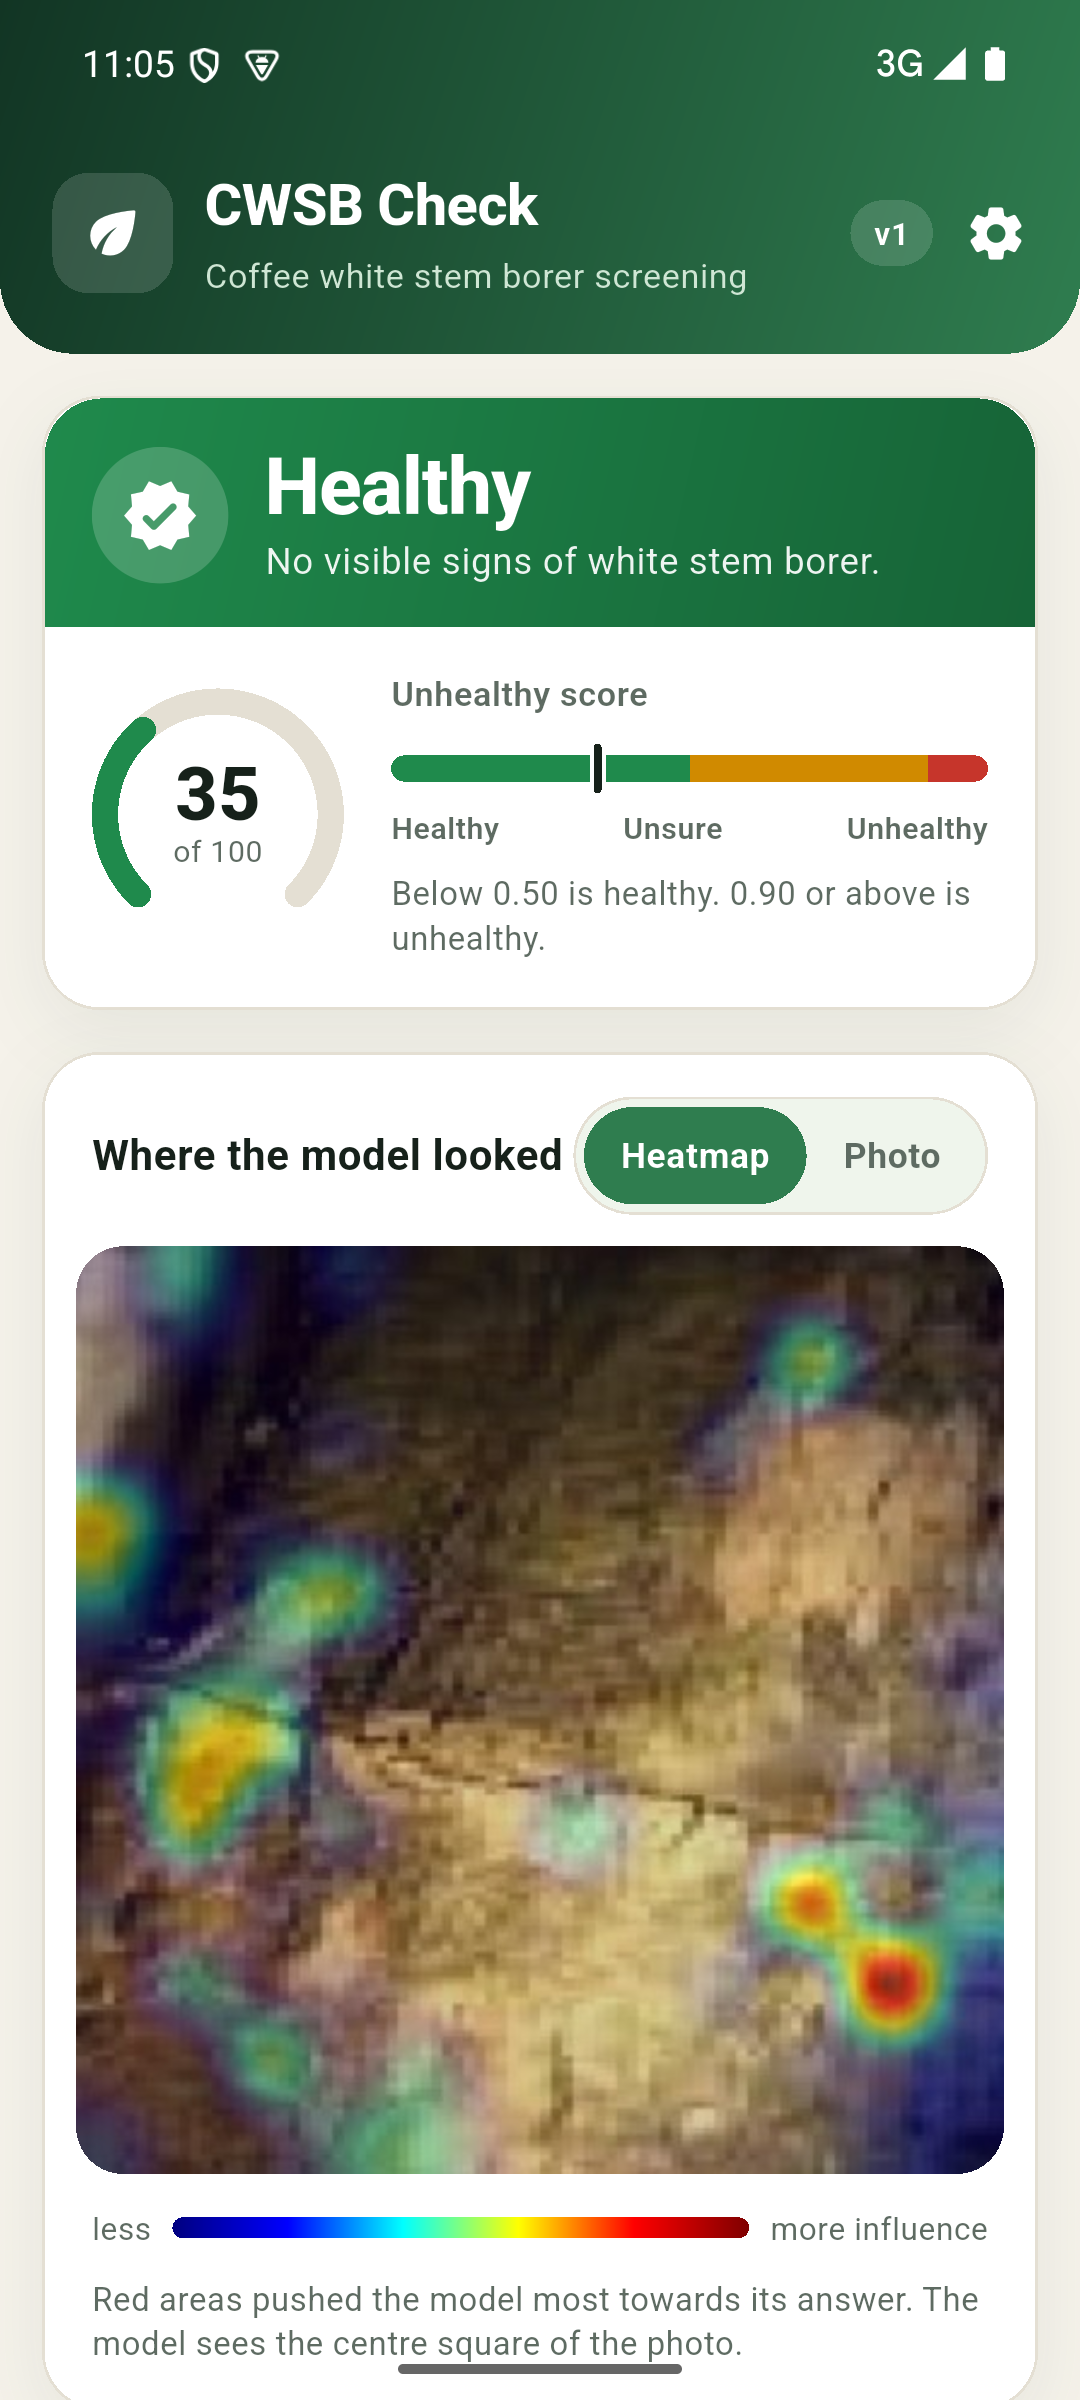 11:05
3G
CWSB Check
Coffee white stem borer screening
v1
Healthy
No visible signs of white stem borer.
35
of 100
Unhealthy score
Healthy
Unsure
Unhealthy
Below 0.50 is healthy. 0.90 or above is
unhealthy.
Where the model looked
Heatmap
Photo
less
more influence
Red areas pushed the model most towards its answer. The
model sees the centre square of the photo.